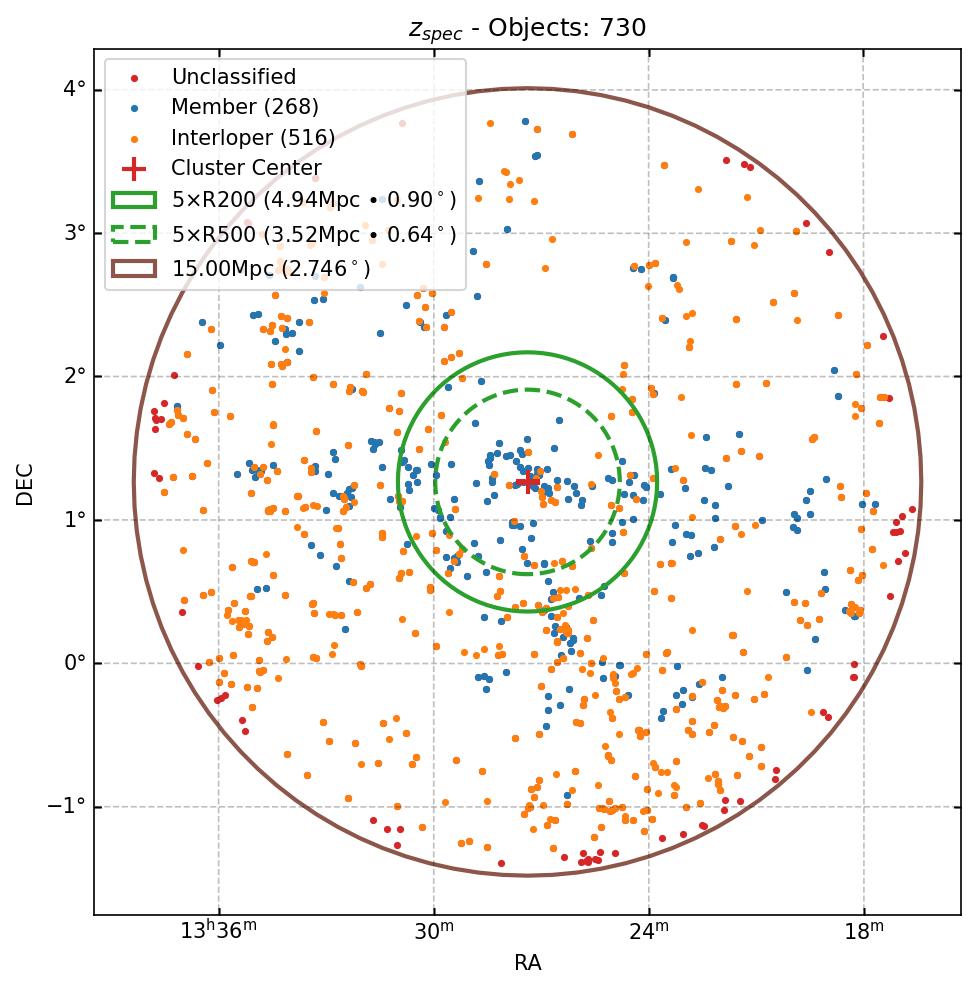 z_spec - Objects: 730
Unclassified
Member (268)
Interloper (516)
Cluster Center
5×R200 (4.94Mpc • 0.90°)
5×R500 (3.52Mpc • 0.64°)
15.00Mpc (2.746°)
4°
3°
2°
1°
0°
−1°
DEC
13ʰ36ᵐ
30ᵐ
24ᵐ
18ᵐ
RA